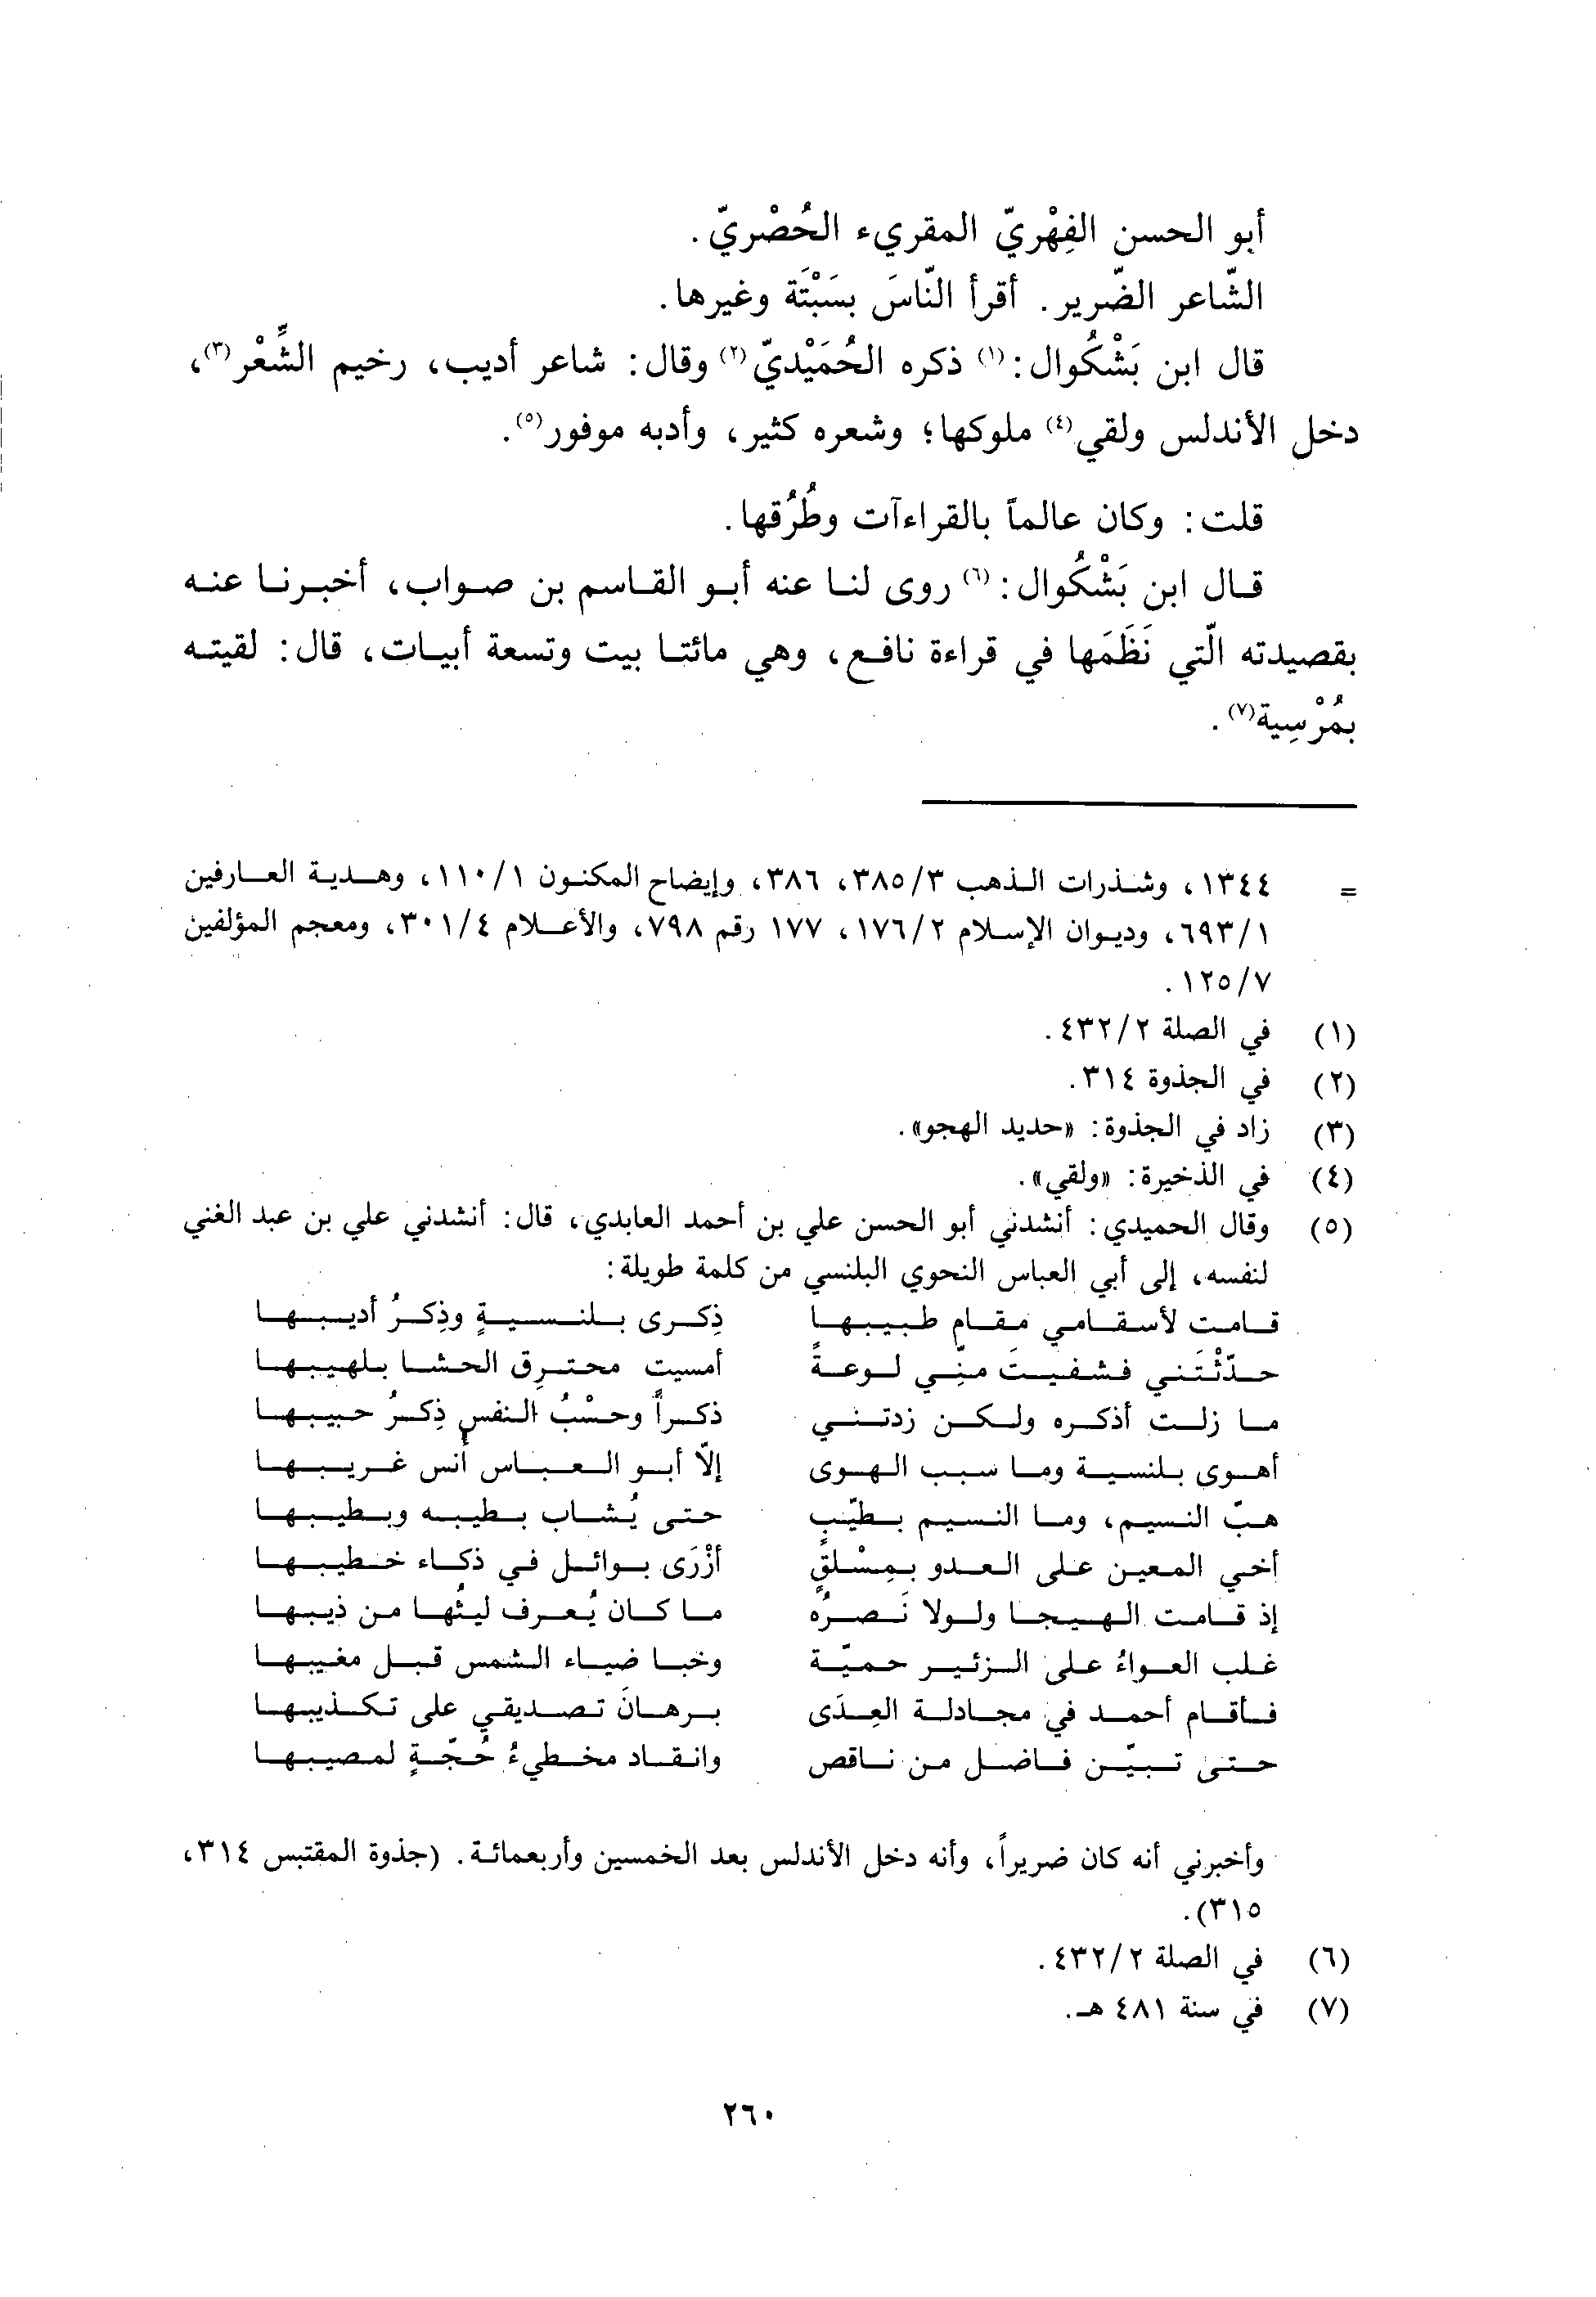 أبو الحسن الفِهْريّ المقريء الحُصْريّ.
الشّاعر الضّرير. أقرأ النّاسَ بسَبْتَة وغيرها.
قال ابن بَشْكُوال:(١) ذكره الحُمَيْديّ(٢) وقال: شاعر أديب، رخيم الشِّعْر(٣)،
دخل الأندلس ولقي(٤) ملوكها؛ وشعره كثير، وأدبه موفور(٥).
قلت: وكان عالماً بالقراءآت وطُرُقها.
قال ابن بَشْكُوال:(٦) روى لنا عنه أبو القاسم بن صواب، أخبرنا عنه
بقصيدته الّتي نَظَمَها في قراءة نافع، وهي مائتا بيت وتسعة أبيات، قال: لقيته
بمُرْسِية(٧).
= ١٣٤٤، وشذرات الذهب ٣/٣٨٥، ٣٨٦، وإيضاح المكنون ١/١١٠، وهدية العارفين
١/٦٩٣، وديوان الإسلام ٢/١٧٦، ١٧٧ رقم ٧٩٨، والأعلام ٤/٣٠١، ومعجم المؤلفين
٧/١٢٥.
(١) في الصلة ٢/٤٣٢.
(٢) في الجذوة ٣١٤.
(٣) زاد في الجذوة: «حديد الهجو».
(٤) في الذخيرة: «ولقي».
(٥) وقال الحميدي: أنشدني أبو الحسن علي بن أحمد العابدي، قال: أنشدني علي بن عبد الغني
لنفسه، إلى أبي العباس النحوي البلنسي من كلمة طويلة:
قامت لأسقامي مقام طبيبها ذِكرى بلنسيةٍ وذِكرُ أديبها
حدّثْتَني فشفيتَ منّي لوعةً أمسيت محترِق الحشا بلهيبها
ما زلت أذكره ولكن زدتني ذكراً وحسْبُ النفس ذِكرُ حبيبها
أهوى بلنسية وما سبب الهوى إلاّ أبو العباس أُنس غريبها
هبّ النسيم، وما النسيم بطيّبٍ حتى يُشاب بطيبه وبطيبها
أخي المعين على العدو بمِسْلقٍ أزْرَى بوائل في ذكاء خطيبها
إذ قامت الهيجا ولولا نَصرُه ما كان يُعرف ليثُها من ذيبها
غلب العواءُ على الزئير حميّة وخبا ضياء الشمس قبل مغيبها
فأقام أحمد في مجادلة العِدَى برهانَ تصديقي على تكذيبها
حتى تبيّن فاضل من ناقص وانقاد مخطيءُ حُجّةٍ لمصيبها
وأخبرني أنه كان ضريراً، وأنه دخل الأندلس بعد الخمسين وأربعمائة. (جذوة المقتبس ٣١٤،
٣١٥).
(٦) في الصلة ٢/٤٣٢.
(٧) في سنة ٤٨١ هـ.
٢٦٠